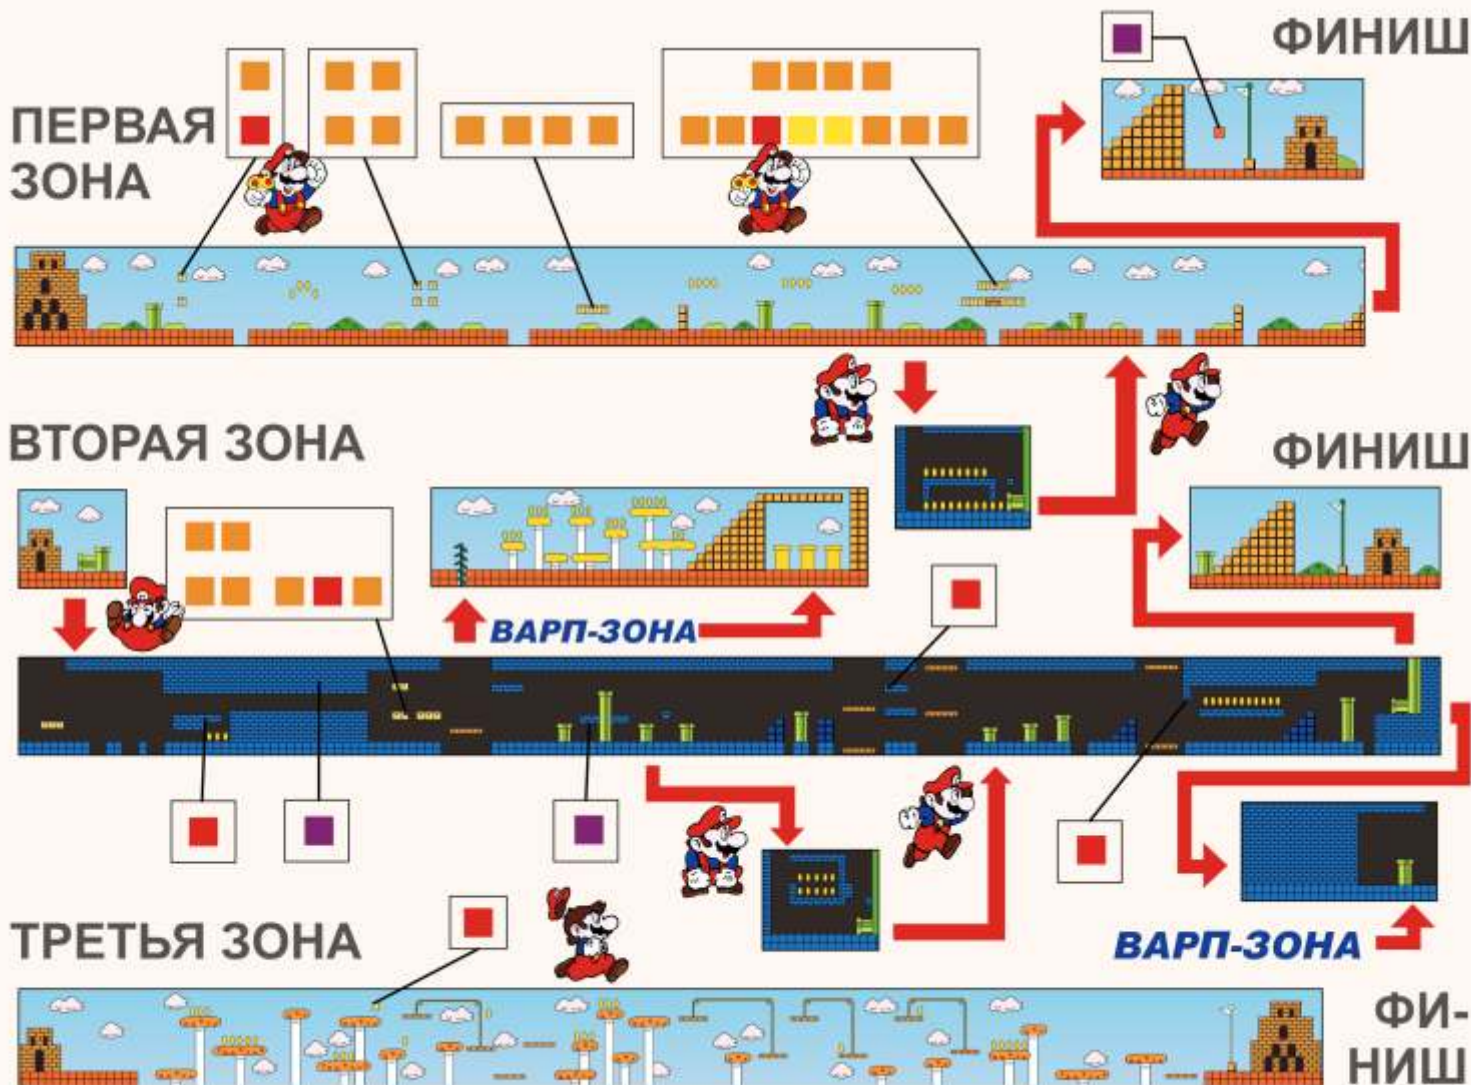 ФИНИШ
ПЕРВАЯ
ЗОНА
ВТОРАЯ ЗОНА
ФИНИШ
ВАРП-ЗОНА
ТРЕТЬЯ ЗОНА
ВАРП-ЗОНА
ФИ-
НИШ